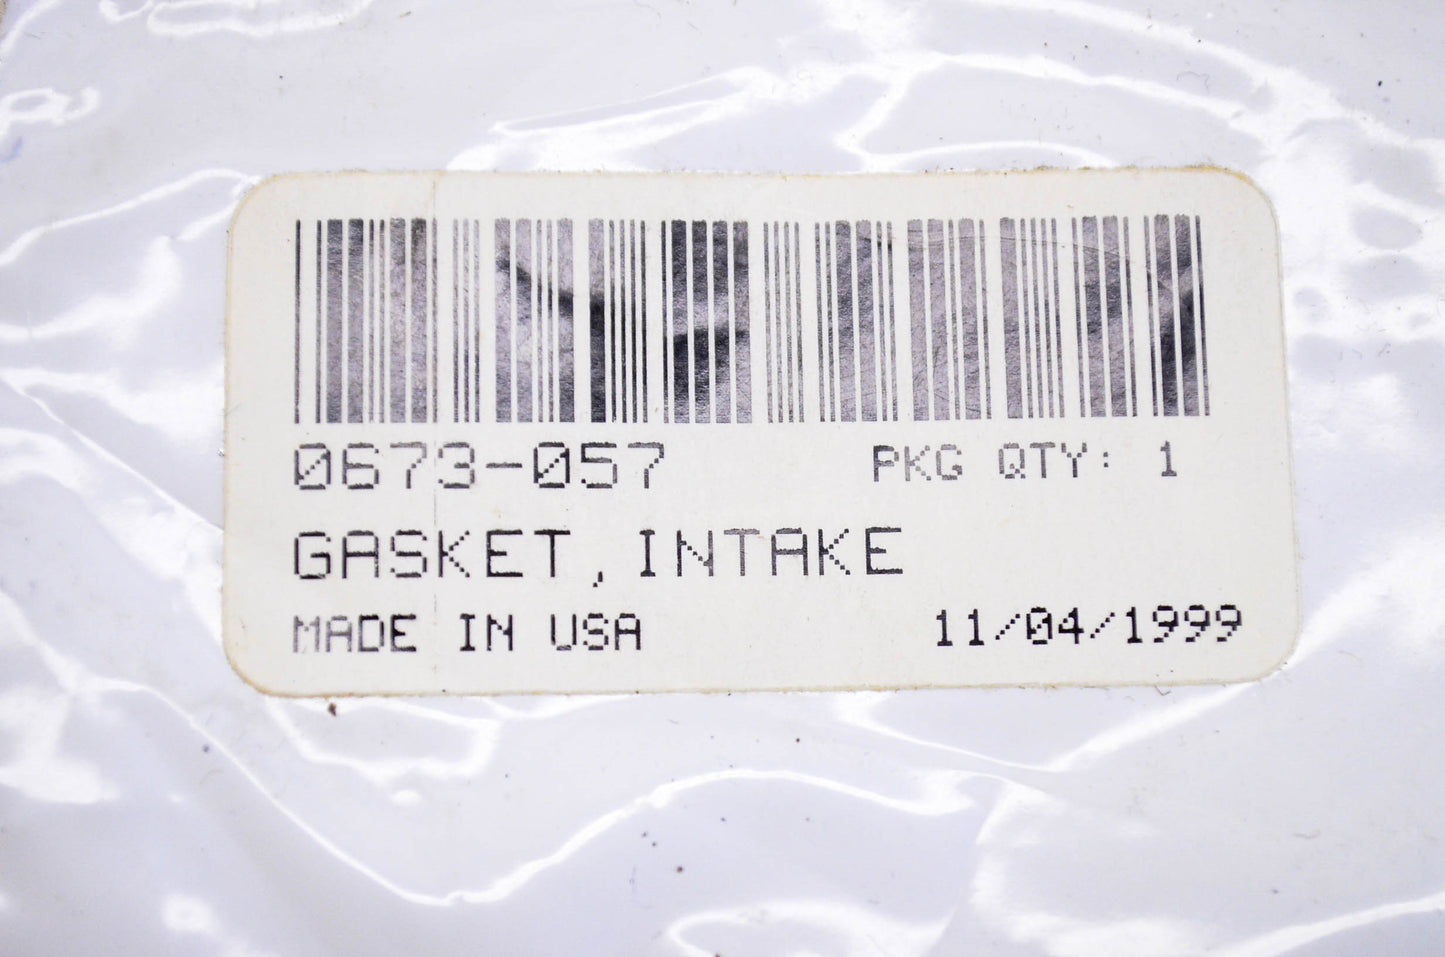 0673-057 PKG QTY: 1
GASKET, INTAKE
MADE IN USA 11/04/1999